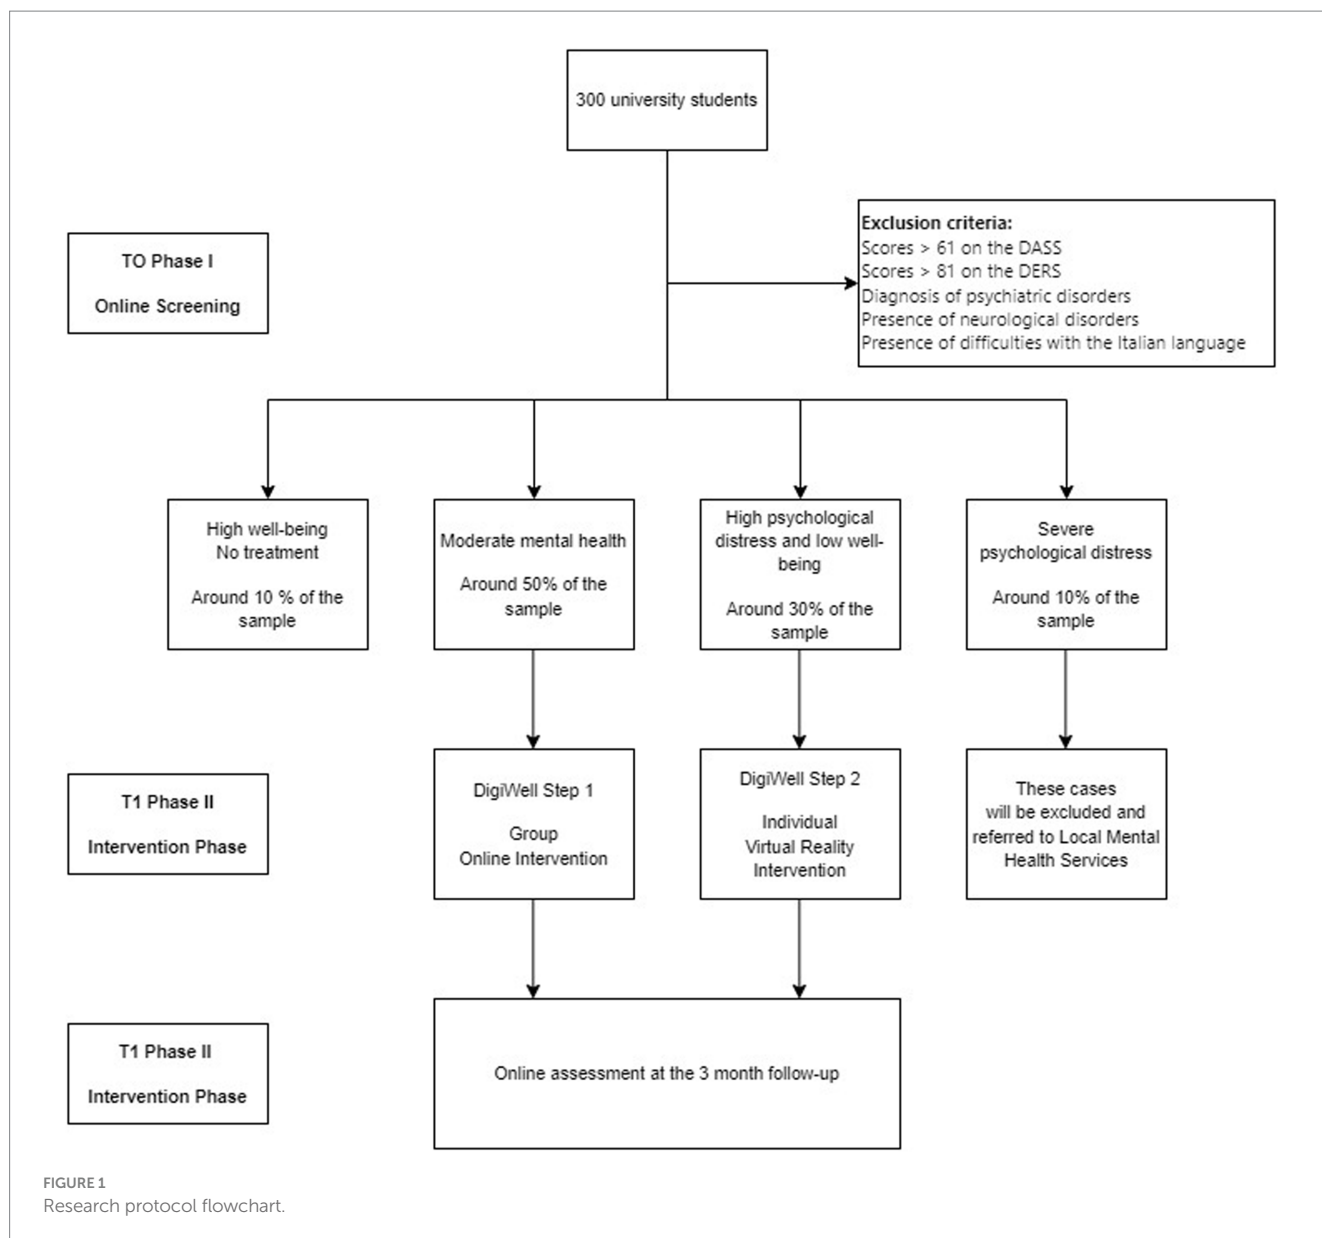 300 university students
Exclusion criteria:
Scores > 61 on the DASS
Scores > 81 on the DERS
Diagnosis of psychiatric disorders
Presence of neurological disorders
Presence of difficulties with the Italian language
TO Phase I
Online Screening
High well-being
No treatment
Around 10 % of the
sample
Moderate mental health
Around 50% of the
sample
High psychological
distress and low well-
being
Around 30% of the
sample
Severe
psychological distress
Around 10% of the
sample
T1 Phase II
Intervention Phase
DigiWell Step 1
Group
Online Intervention
DigiWell Step 2
Individual
Virtual Reality
Intervention
These cases
will be excluded and
referred to Local Mental
Health Services
T1 Phase II
Intervention Phase
Online assessment at the 3 month follow-up
FIGURE 1
Research protocol flowchart.